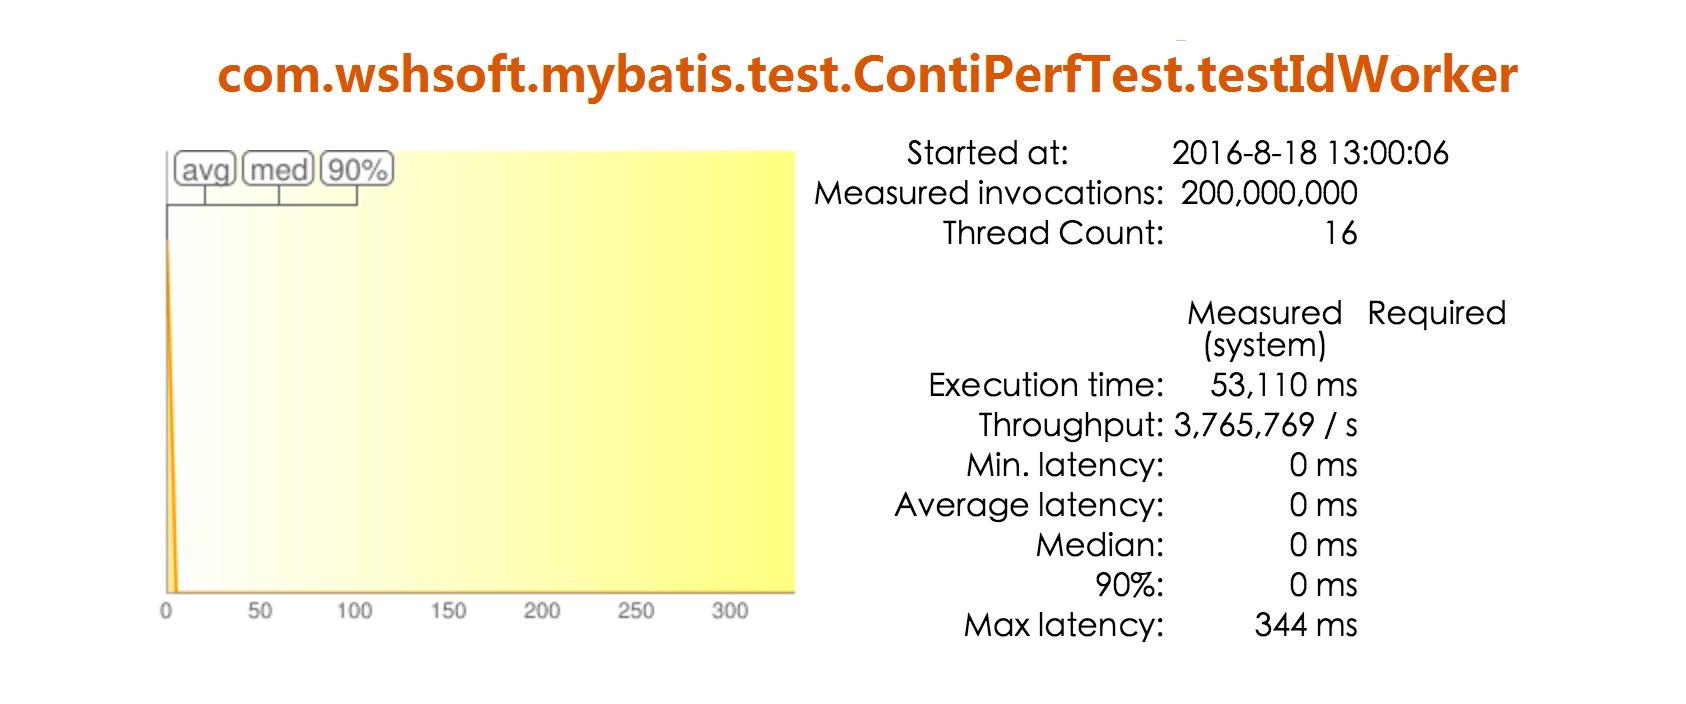 com.wshsoft.mybatis.test.ContiPerfTest.testIdWorker
avg med 90%
0 50 100 150 200 250 300
Started at: 2016-8-18 13:00:06
Measured invocations: 200,000,000
Thread Count: 16
Measured Required
(system)
Execution time: 53,110 ms
Throughput: 3,765,769 / s
Min. latency: 0 ms
Average latency: 0 ms
Median: 0 ms
90%: 0 ms
Max latency: 344 ms